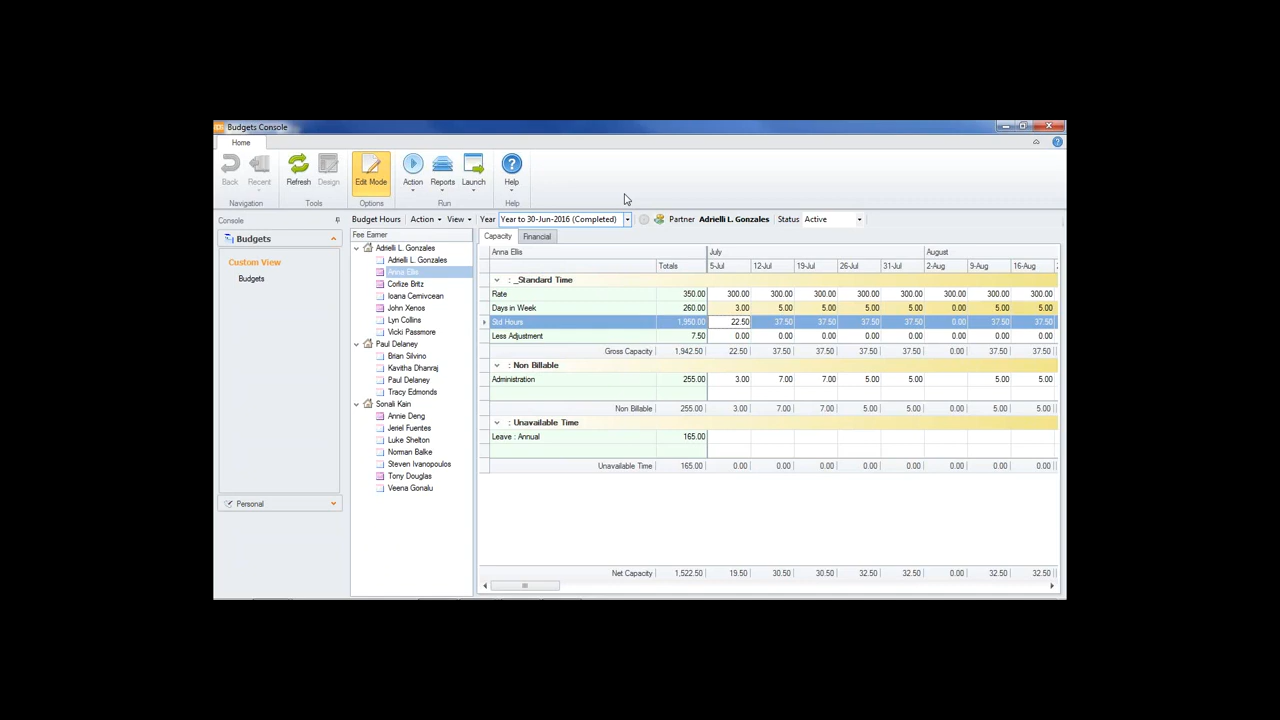 Budgets Console
Home
Back Recent Refresh Design Edit Mode Action Reports Launch Help
Navigation Tools Options Run Help
Console Budget Hours Action View Year Year to 30-Jun-2016 (Completed) Partner Adrielli L. Gonzales Status Active
Budgets
Custom View
Budgets
Personal
Fee Earner
Adrielli L. Gonzales
Adrielli L. Gonzales
Anna Ellis
Corlize Britz
Ioana Cernivcean
John Xenos
Lyn Collins
Vicki Passmore
Paul Delaney
Brian Silvino
Kavitha Dhanraj
Paul Delaney
Tracy Edmonds
Sonali Kain
Annie Deng
Jeriel Fuentes
Luke Shelton
Norman Balke
Steven Ivanopoulos
Tony Douglas
Veena Gonalu
Capacity Financial
Anna Ellis July August
Totals 5-Jul 12-Jul 19-Jul 26-Jul 31-Jul 2-Aug 9-Aug 16-Aug
: _Standard Time
Rate 350.00 300.00 300.00 300.00 300.00 300.00 300.00 300.00 300.00
Days in Week 260.00 3.00 5.00 5.00 5.00 5.00 0.00 5.00 5.00
Std Hours 1,950.00 22.50 37.50 37.50 37.50 37.50 0.00 37.50 37.50
Less Adjustment 7.50 0.00 0.00 0.00 0.00 0.00 0.00 0.00 0.00
Gross Capacity 1,942.50 22.50 37.50 37.50 37.50 37.50 0.00 37.50 37.50
: Non Billable
Administration 255.00 3.00 7.00 7.00 5.00 5.00 5.00 5.00
Non Billable 255.00 3.00 7.00 7.00 5.00 5.00 0.00 5.00 5.00
: Unavailable Time
Leave : Annual 165.00
Unavailable Time 165.00 0.00 0.00 0.00 0.00 0.00 0.00 0.00 0.00
Net Capacity 1,522.50 19.50 30.50 30.50 32.50 32.50 0.00 32.50 32.50